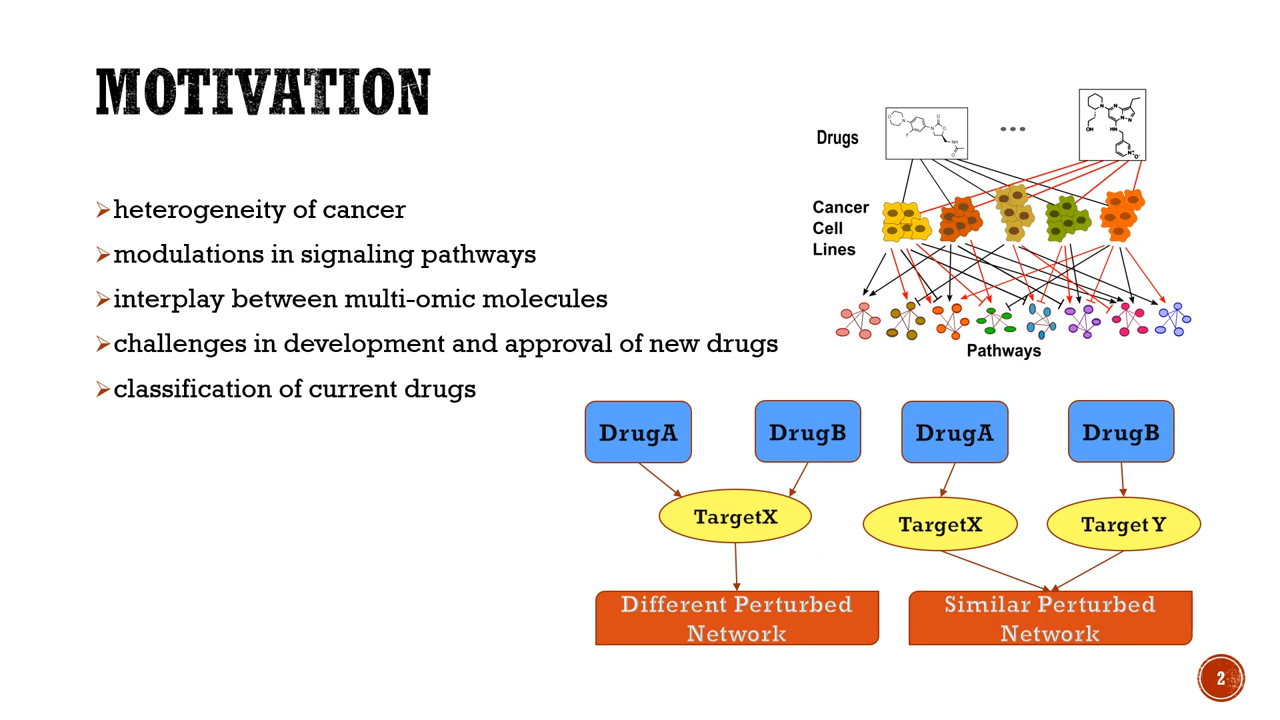 MOTIVATION
heterogeneity of cancer
modulations in signaling pathways
interplay between multi-omic molecules
challenges in development and approval of new drugs
classification of current drugs
Drugs
Cancer
Cell
Lines
Pathways
DrugA
DrugB
TargetX
Different Perturbed
Network
DrugA
DrugB
TargetX
Target Y
Similar Perturbed
Network
2